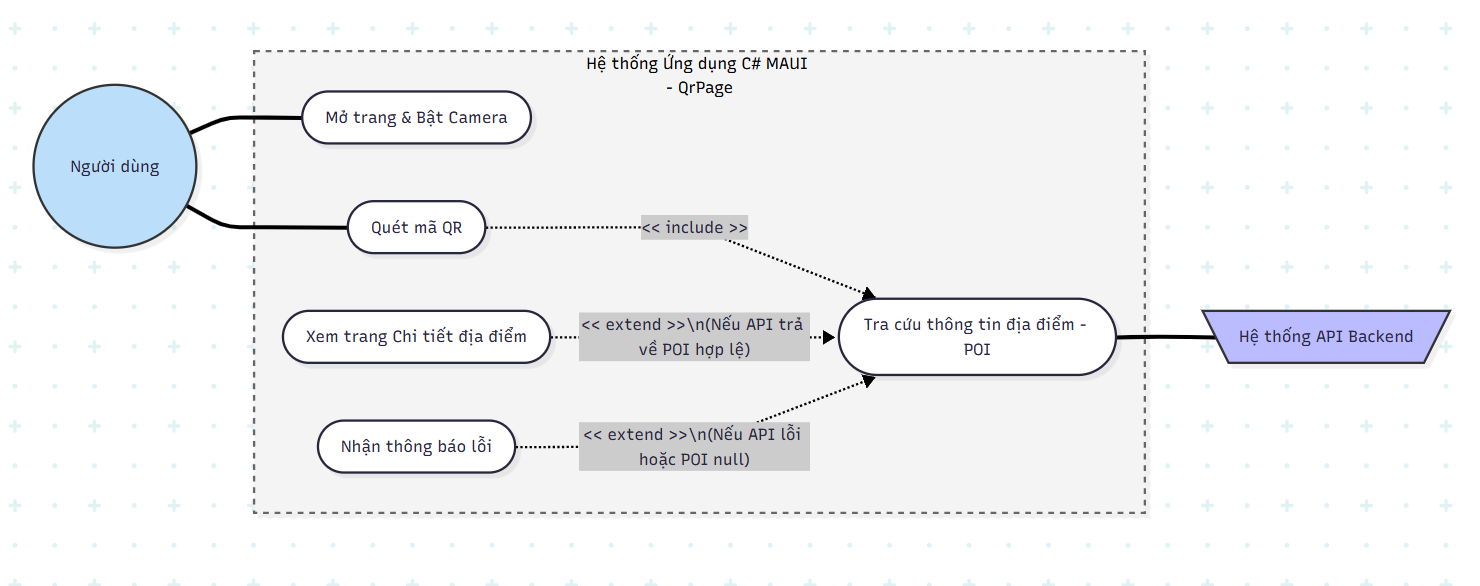 Hệ thống Ứng dụng C# MAUI
- QrPage
Người dùng
Mở trang & Bật Camera
Quét mã QR
<< include >>
Xem trang Chi tiết địa điểm
<< extend >>\n(Nếu API trả
về POI hợp lệ)
Tra cứu thông tin địa điểm -
POI
Hệ thống API Backend
Nhận thông báo lỗi
<< extend >>\n(Nếu API lỗi
hoặc POI null)